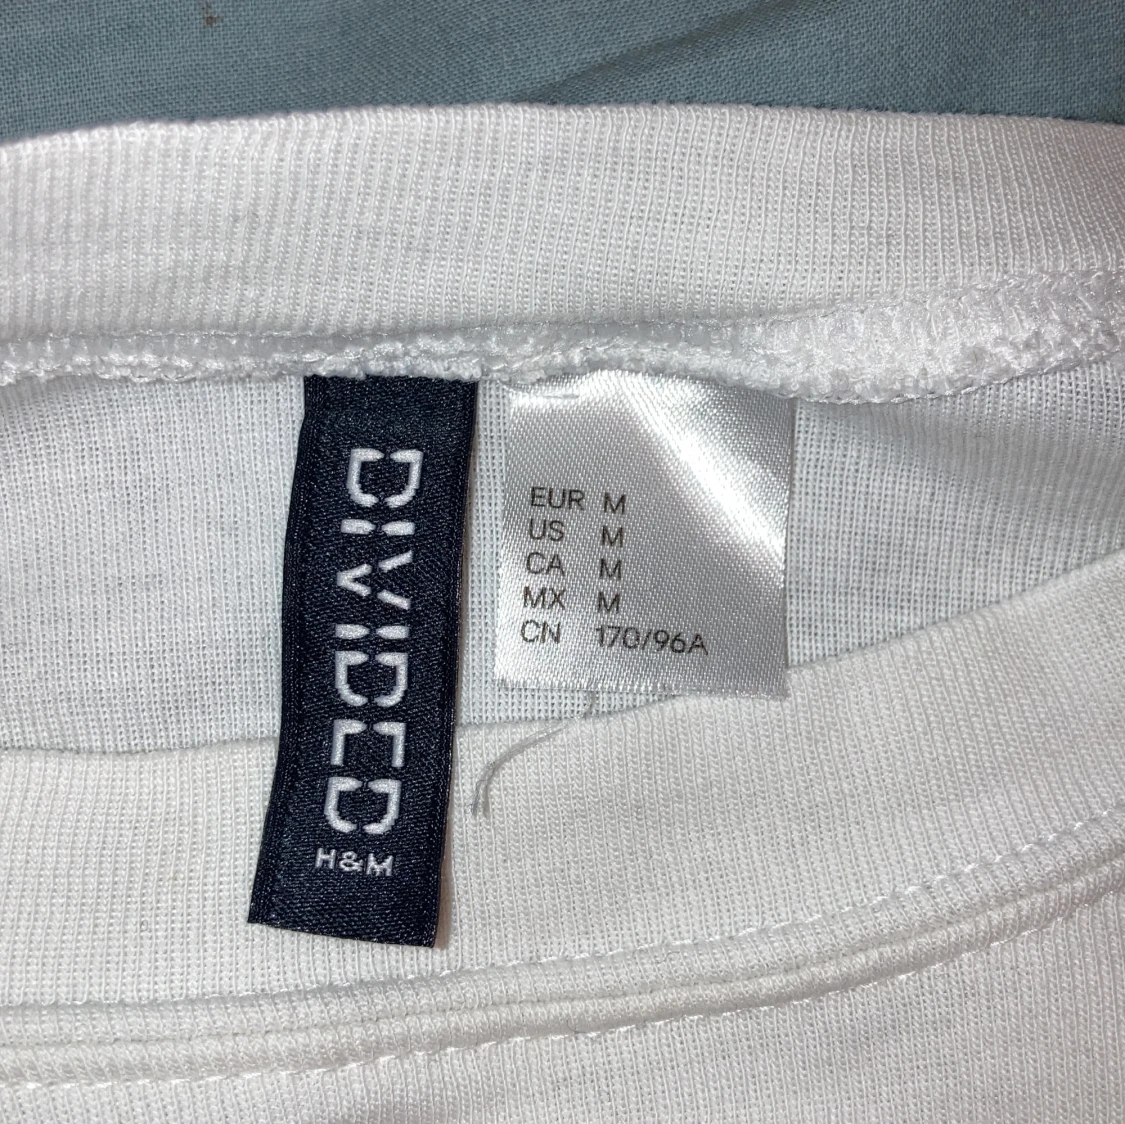 DIVIDED
H&M
EUR M
US M
CA M
MX M
CN 170/96A